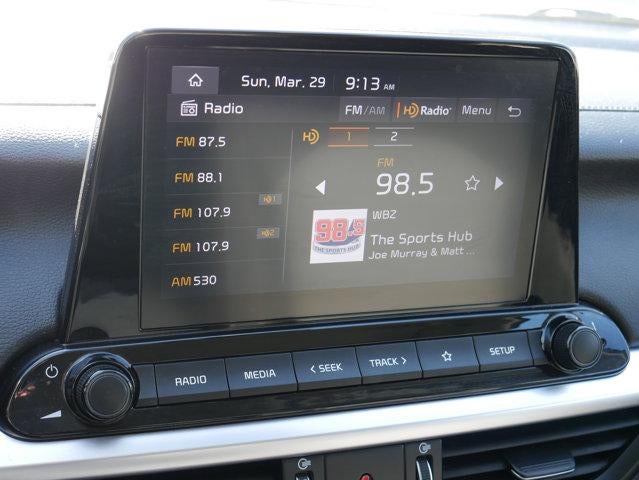 Sun, Mar. 29 9:13 AM
Radio FM/AM HD Radio Menu
FM 87.5
FM 88.1
FM 107.9 HD1
FM 107.9 HD2
AM 530
HD 1 2
FM
98.5
WBZ
98.5
THE SPORTS HUB
The Sports Hub
Joe Murray & Matt ...
RADIO MEDIA < SEEK TRACK > SETUP